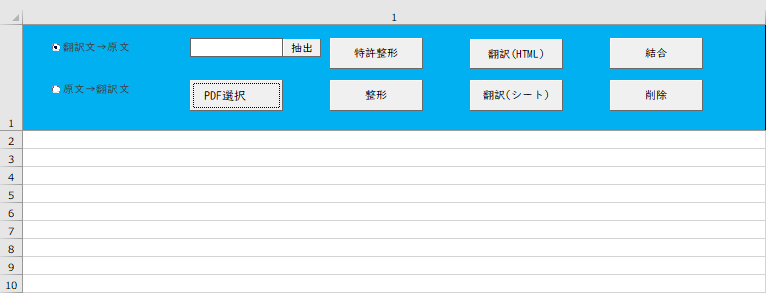 1
翻訳文→原文
抽出
特許整形
翻訳(HTML)
結合
原文→翻訳文
PDF選択
整形
翻訳(シート)
削除
1
2
3
4
5
6
7
8
9
10